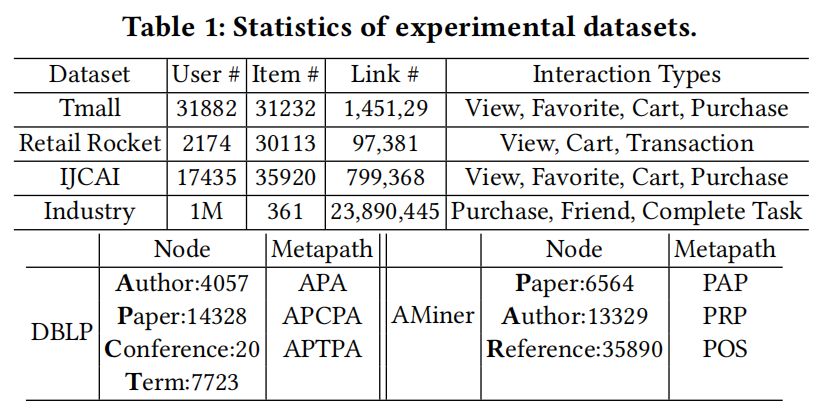 Table 1: Statistics of experimental datasets.
Dataset User # Item # Link # Interaction Types
Tmall 31882 31232 1,451,29 View, Favorite, Cart, Purchase
Retail Rocket 2174 30113 97,381 View, Cart, Transaction
IJCAI 17435 35920 799,368 View, Favorite, Cart, Purchase
Industry 1M 361 23,890,445 Purchase, Friend, Complete Task
Node Metapath Node Metapath
DBLP Author:4057 APA AMiner Paper:6564 PAP
Paper:14328 APCPA Author:13329 PRP
Conference:20 APTPA Reference:35890 POS
Term:7723